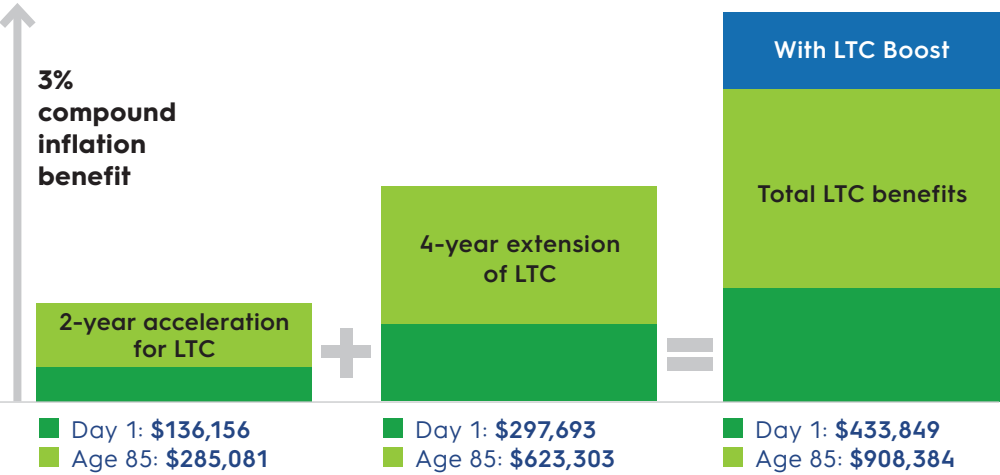 3%
compound
inflation
benefit
2-year acceleration
for LTC
4-year extension
of LTC
With LTC Boost
Total LTC benefits
Day 1: $136,156
Age 85: $285,081
Day 1: $297,693
Age 85: $623,303
Day 1: $433,849
Age 85: $908,384